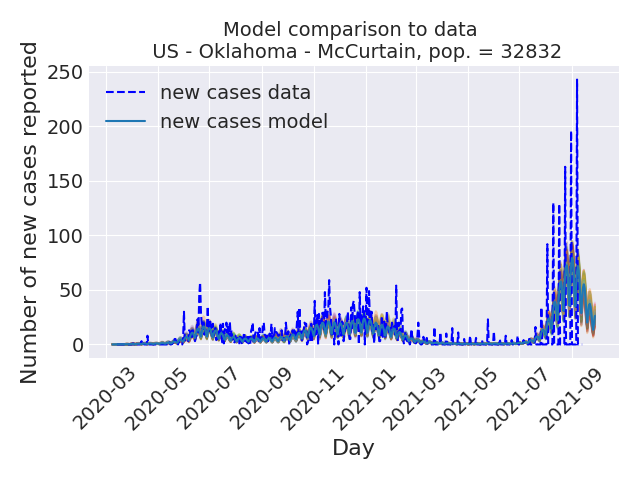 Model comparison to data
US - Oklahoma - McCurtain, pop. = 32832
Number of new cases reported
250
200
150
100
50
0
new cases data
new cases model
2020-03
2020-05
2020-07
2020-09
2020-11
2021-01
2021-03
2021-05
2021-07
2021-09
Day